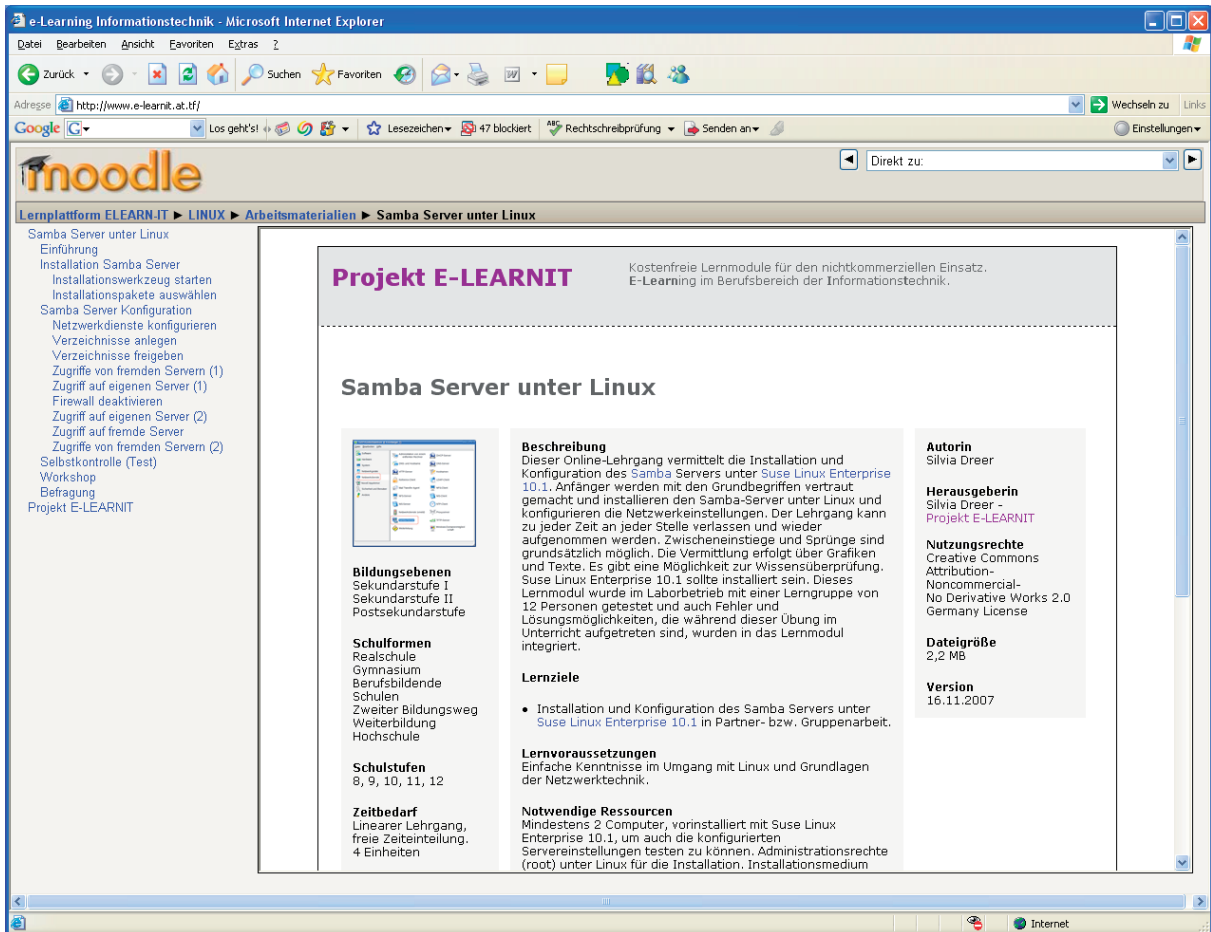 e-Learning Informationstechnik - Microsoft Internet Explorer
Datei Bearbeiten Ansicht Favoriten Extras ?
Zurück Suchen Favoriten
Adresse http://www.e-learnit.at.tf/ Wechseln zu Links
Google G Los geht's! Lesezeichen 47 blockiert ABC Rechtschreibprüfung Senden an Einstellungen
moodle
Direkt zu:
Lernplattform ELEARN-IT ► LINUX ► Arbeitsmaterialien ► Samba Server unter Linux
Samba Server unter Linux
Einführung
Installation Samba Server
Installationswerkzeug starten
Installationspakete auswählen
Samba Server Konfiguration
Netzwerkdienste konfigurieren
Verzeichnisse anlegen
Verzeichnisse freigeben
Zugriffe von fremden Servern (1)
Zugriff auf eigenen Server (1)
Firewall deaktivieren
Zugriff auf eigenen Server (2)
Zugriff auf fremde Server
Zugriffe von fremden Servern (2)
Selbstkontrolle (Test)
Workshop
Befragung
Projekt E-LEARNIT
Projekt E-LEARNIT
Kostenfreie Lernmodule für den nichtkommerziellen Einsatz.
E-Learning im Berufsbereich der Informationstechnik.
Samba Server unter Linux
Bildungsebenen
Sekundarstufe I
Sekundarstufe II
Postsekundarstufe
Schulformen
Realschule
Gymnasium
Berufsbildende
Schulen
Zweiter Bildungsweg
Weiterbildung
Hochschule
Schulstufen
8, 9, 10, 11, 12
Zeitbedarf
Linearer Lehrgang,
freie Zeiteinteilung.
4 Einheiten
Beschreibung
Dieser Online-Lehrgang vermittelt die Installation und
Konfiguration des Samba Servers unter Suse Linux Enterprise
10.1. Anfänger werden mit den Grundbegriffen vertraut
gemacht und installieren den Samba-Server unter Linux und
konfigurieren die Netzwerkeinstellungen. Der Lehrgang kann
zu jeder Zeit an jeder Stelle verlassen und wieder
aufgenommen werden. Zwischeneinstiege und Sprünge sind
grundsätzlich möglich. Die Vermittlung erfolgt über Grafiken
und Texte. Es gibt eine Möglichkeit zur Wissensüberprüfung.
Suse Linux Enterprise 10.1 sollte installiert sein. Dieses
Lernmodul wurde im Laborbetrieb mit einer Lerngruppe von
12 Personen getestet und auch Fehler und
Lösungsmöglichkeiten, die während dieser Übung im
Unterricht aufgetreten sind, wurden in das Lernmodul
integriert.
Lernziele
• Installation und Konfiguration des Samba Servers unter
Suse Linux Enterprise 10.1 in Partner- bzw. Gruppenarbeit.
Lernvoraussetzungen
Einfache Kenntnisse im Umgang mit Linux und Grundlagen
der Netzwerktechnik.
Notwendige Ressourcen
Mindestens 2 Computer, vorinstalliert mit Suse Linux
Enterprise 10.1, um auch die konfigurierten
Servereinstellungen testen zu können. Administrationsrechte
(root) unter Linux für die Installation. Installationsmedium
Autorin
Silvia Dreer
Herausgeberin
Silvia Dreer -
Projekt E-LEARNIT
Nutzungsrechte
Creative Commons
Attribution-
Noncommercial-
No Derivative Works 2.0
Germany License
Dateigröße
2,2 MB
Version
16.11.2007
Internet